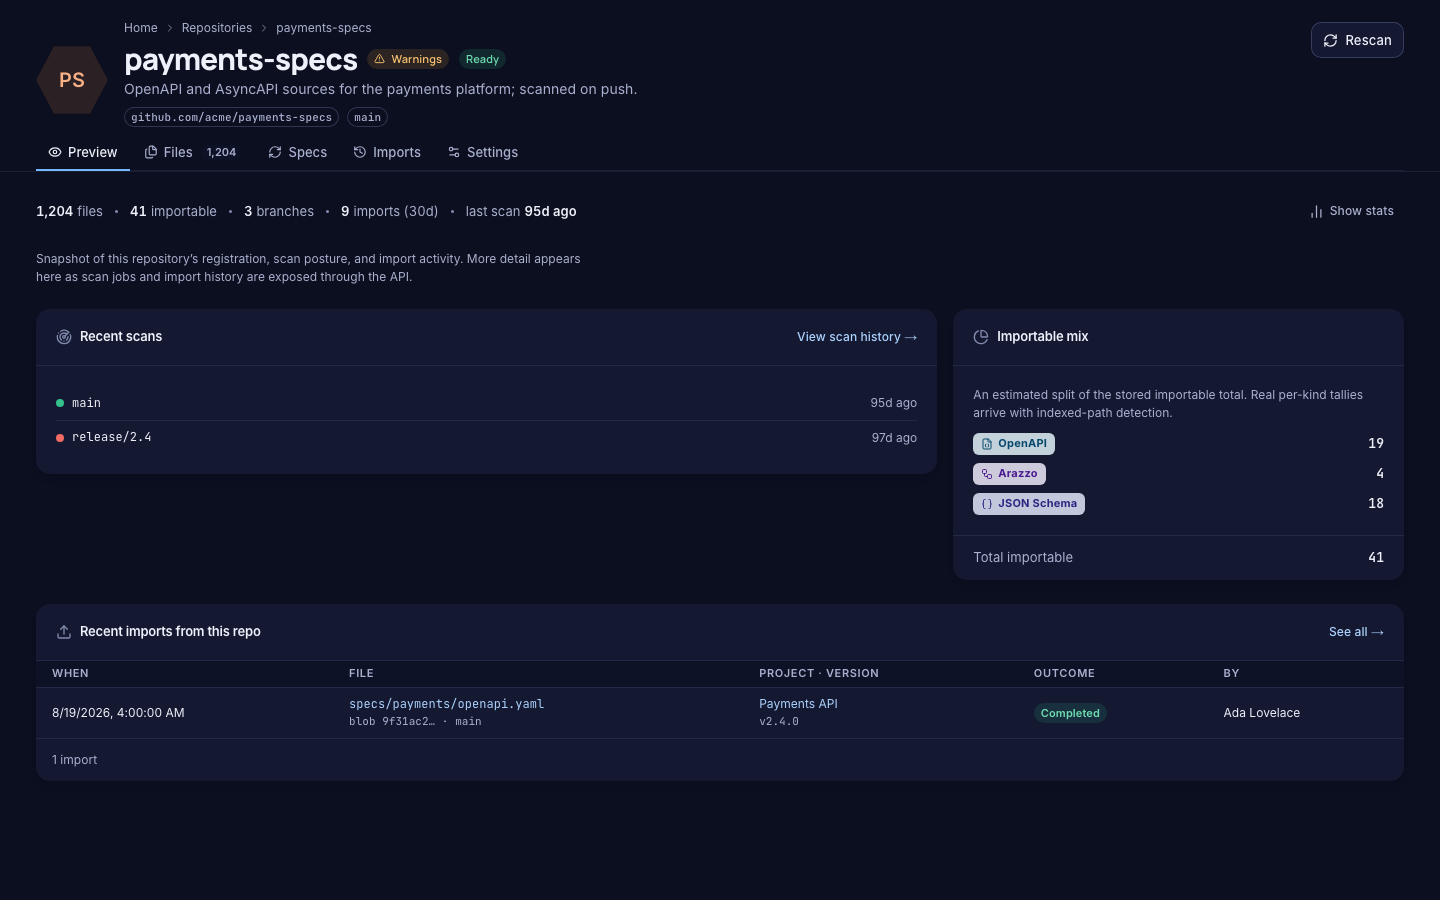 Home > Repositories > payments-specs
Rescan
PS
payments-specs Warnings Ready
OpenAPI and AsyncAPI sources for the payments platform; scanned on push.
github.com/acme/payments-specs main
Preview Files 1,204 Specs Imports Settings
1,204 files • 41 importable • 3 branches • 9 imports (30d) • last scan 95d ago
Show stats
Snapshot of this repository's registration, scan posture, and import activity. More detail appears
here as scan jobs and import history are exposed through the API.
Recent scans View scan history →
main 95d ago
release/2.4 97d ago
Importable mix
An estimated split of the stored importable total. Real per-kind tallies
arrive with indexed-path detection.
OpenAPI 19
Arazzo 4
{} JSON Schema 18
Total importable 41
Recent imports from this repo See all →
WHEN FILE PROJECT · VERSION OUTCOME BY
8/19/2026, 4:00:00 AM specs/payments/openapi.yaml Payments API Completed Ada Lovelace
blob 9f31ac2… · main v2.4.0
1 import